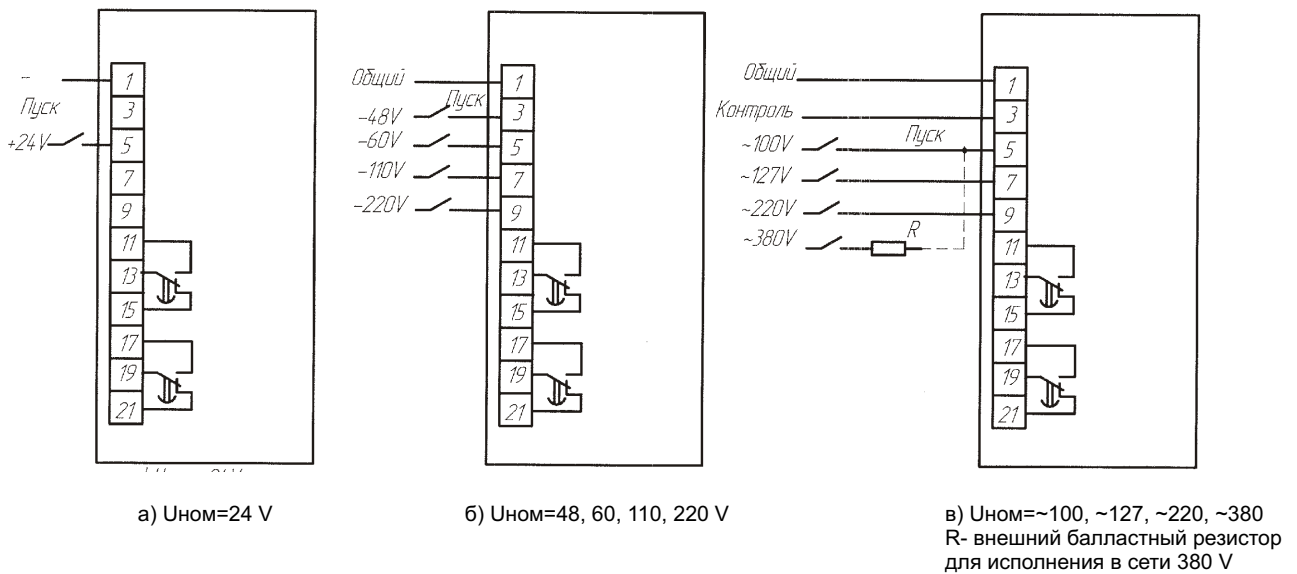 –
Пуск
+24V
1
3
5
7
9
11
13
15
17
19
21
Общий
Пуск
–48V
–60V
–110V
–220V
1
3
5
7
9
11
13
15
17
19
21
Общий
Контроль
~100V
Пуск
~127V
~220V
~380V
R
1
3
5
7
9
11
13
15
17
19
21
а) Uном=24 V
б) Uном=48, 60, 110, 220 V
в) Uном=~100, ~127, ~220, ~380
R- внешний балластный резистор
для исполнения в сети 380 V